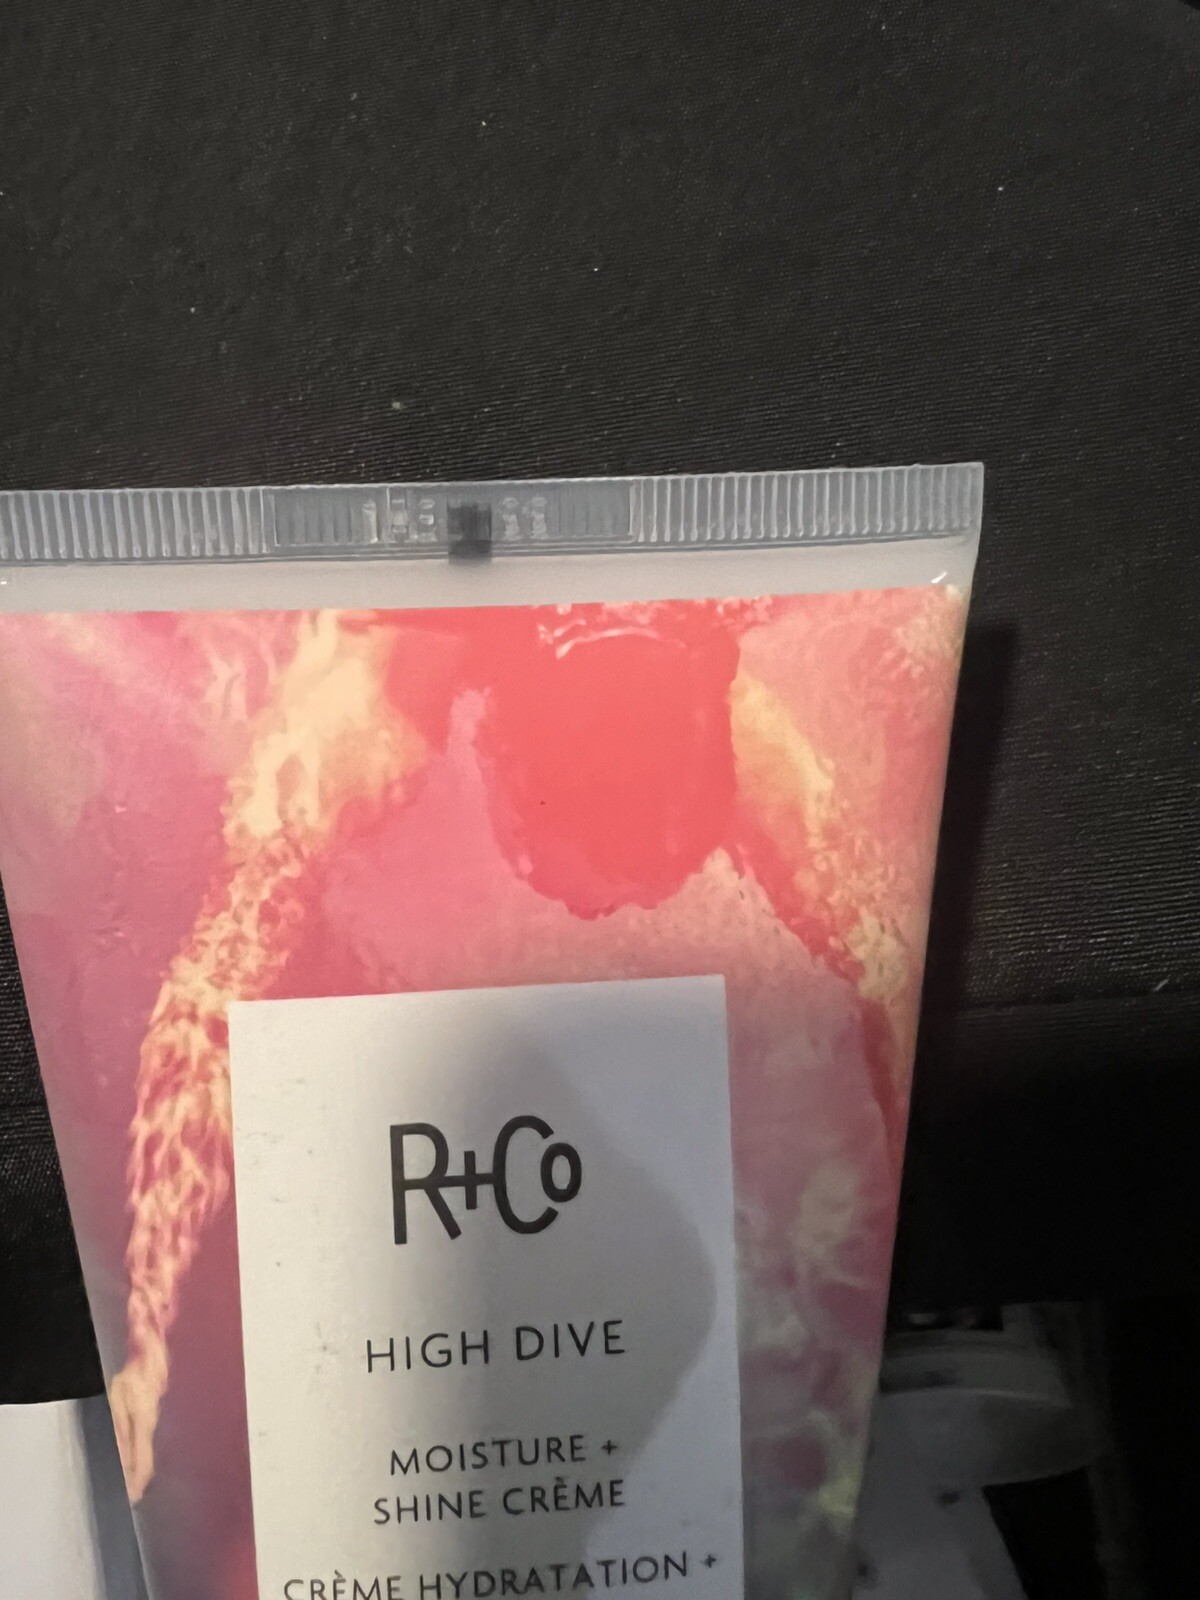 R+Co
HIGH DIVE
MOISTURE +
SHINE CRÈME
CRÈME HYDRATATION +